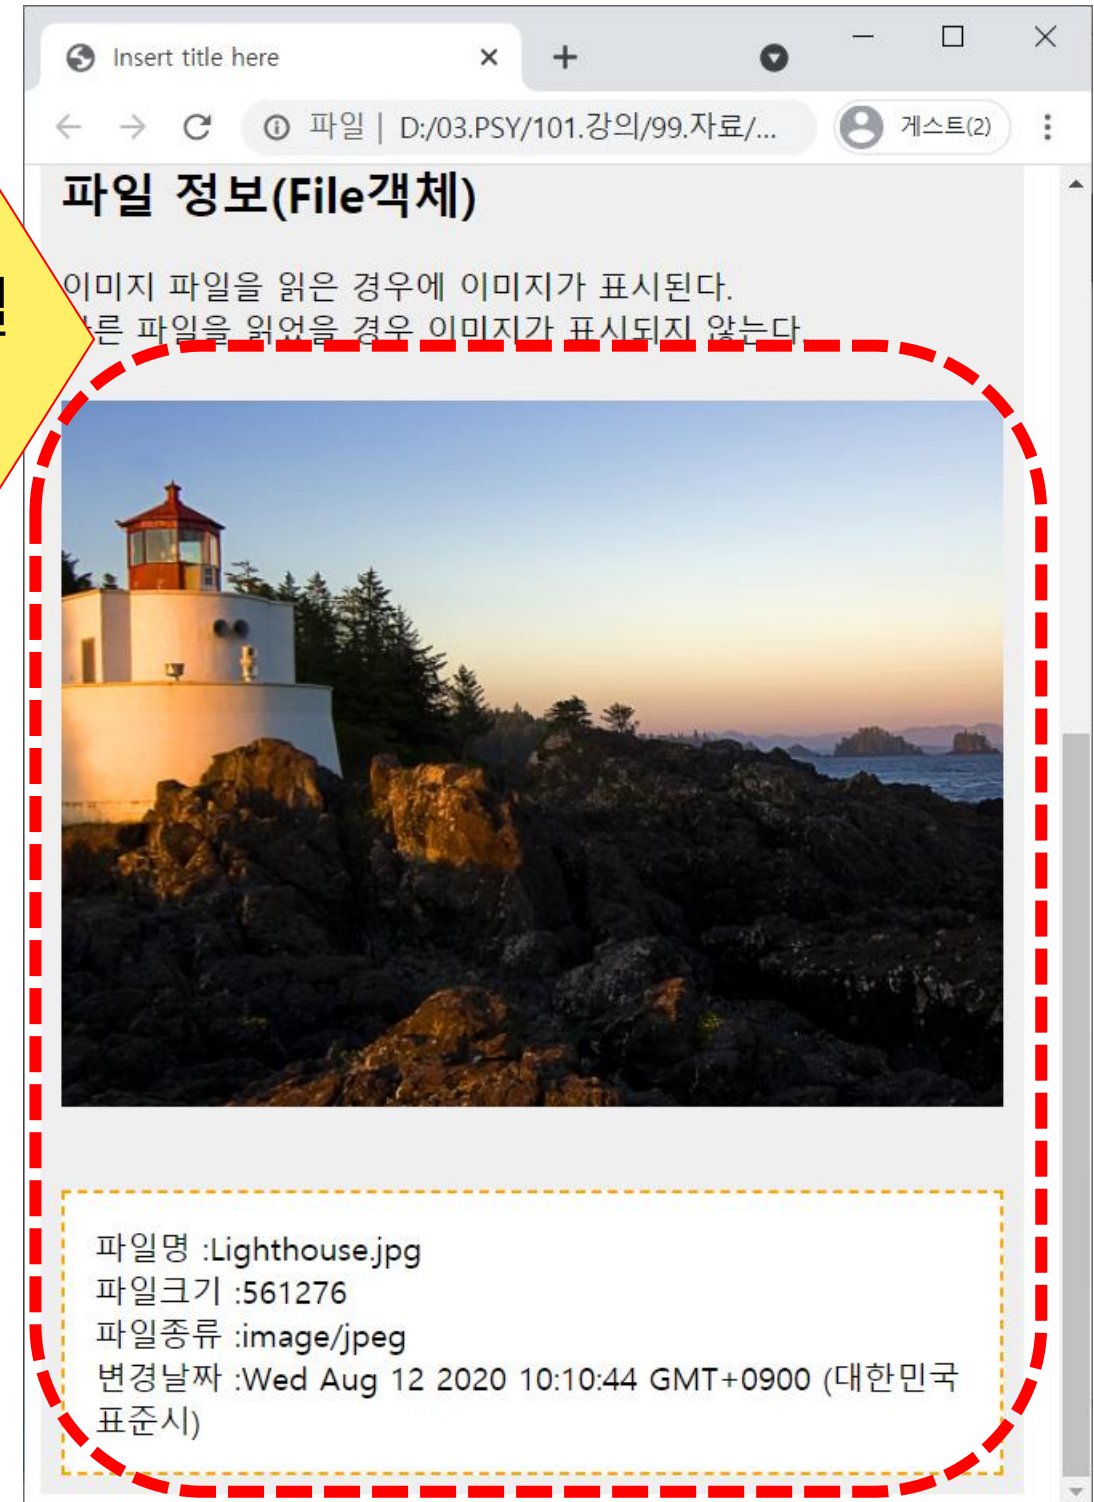 Insert title here
파일 | D:/03.PSY/101.강의/99.자료/...
게스트(2)
파일 정보(File객체)
이미지 파일을 읽은 경우에 이미지가 표시된다.
른 파일을 읽었을 경우 이미지가 표시되지 않는다.
파일명 :Lighthouse.jpg
파일크기 :561276
파일종류 :image/jpeg
변경날짜 :Wed Aug 12 2020 10:10:44 GMT+0900 (대한민국
표준시)